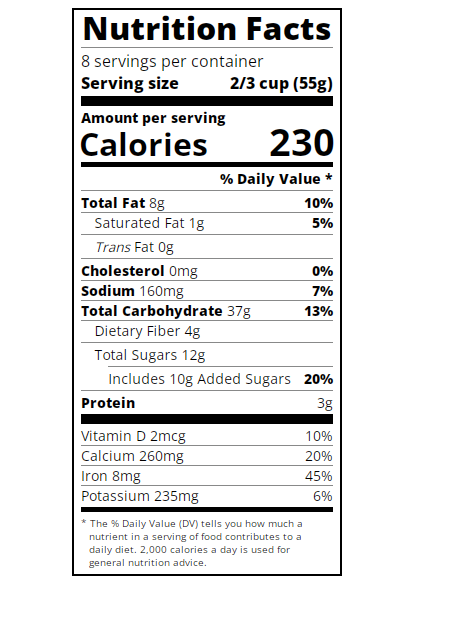 Nutrition Facts
8 servings per container
Serving size 2/3 cup (55g)
Amount per serving
Calories 230
% Daily Value *
Total Fat 8g 10%
Saturated Fat 1g 5%
Trans Fat 0g
Cholesterol 0mg 0%
Sodium 160mg 7%
Total Carbohydrate 37g 13%
Dietary Fiber 4g
Total Sugars 12g
Includes 10g Added Sugars 20%
Protein 3g
Vitamin D 2mcg 10%
Calcium 260mg 20%
Iron 8mg 45%
Potassium 235mg 6%
* The % Daily Value (DV) tells you how much a
nutrient in a serving of food contributes to a
daily diet. 2,000 calories a day is used for
general nutrition advice.